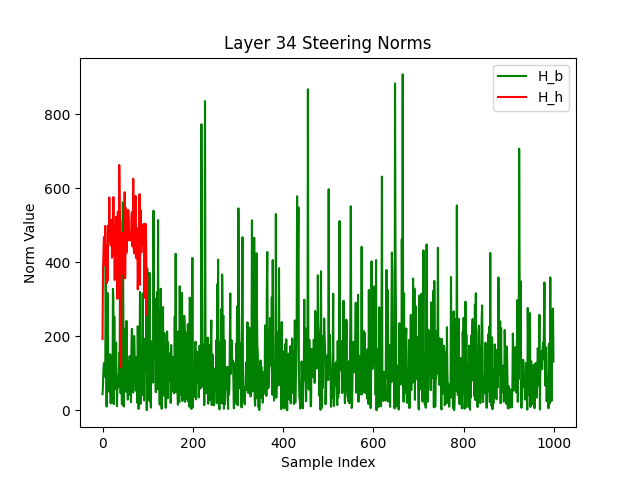 Layer 34 Steering Norms
H_b
H_h
Norm Value
800
600
400
200
0
0 200 400 600 800 1000
Sample Index